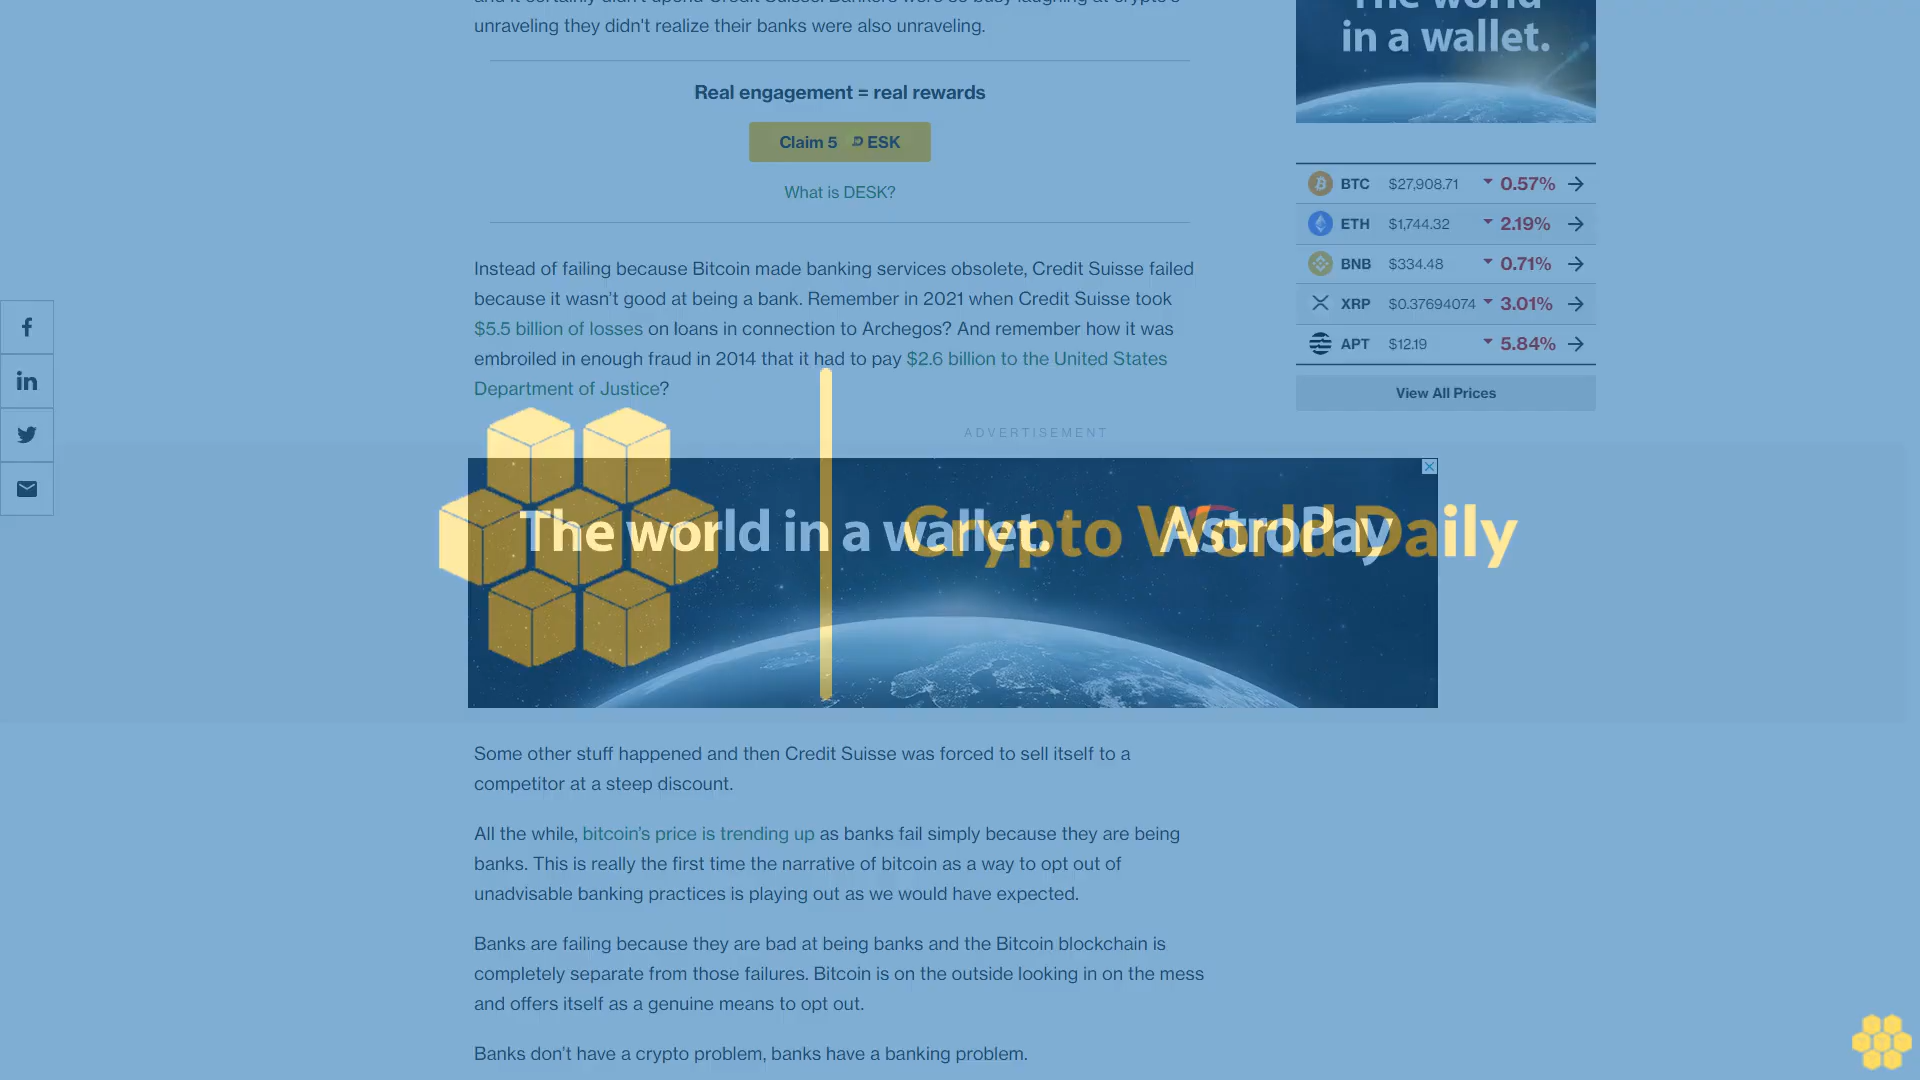 unraveling they didn't realize their banks were also unraveling.
Real engagement = real rewards
Claim 5 DESK
What is DESK?
Instead of failing because Bitcoin made banking services obsolete, Credit Suisse failed
because it wasn't good at being a bank. Remember in 2021 when Credit Suisse took
$5.5 billion of losses on loans in connection to Archegos? And remember how it was
embroiled in enough fraud in 2014 that it had to pay $2.6 billion to the United States
Department of Justice?
ADVERTISEMENT
The world in a wallet.
AstroPay
Crypto World Daily
Some other stuff happened and then Credit Suisse was forced to sell itself to a
competitor at a steep discount.
All the while, bitcoin's price is trending up as banks fail simply because they are being
banks. This is really the first time the narrative of bitcoin as a way to opt out of
unadvisable banking practices is playing out as we would have expected.
Banks are failing because they are bad at being banks and the Bitcoin blockchain is
completely separate from those failures. Bitcoin is on the outside looking in on the mess
and offers itself as a genuine means to opt out.
Banks don't have a crypto problem, banks have a banking problem.
The world
in a wallet.
BTC $27,908.71 0.57%
ETH $1,744.32 2.19%
BNB $334.48 0.71%
XRP $0.37694074 3.01%
APT $12.19 5.84%
View All Prices